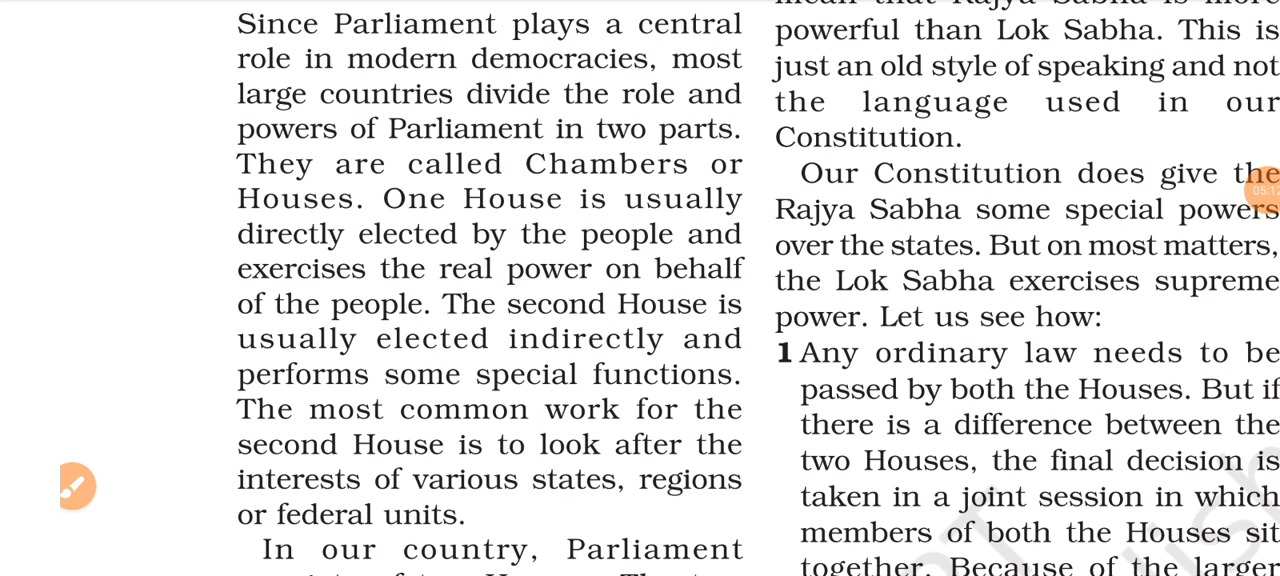 Since Parliament plays a central
role in modern democracies, most
large countries divide the role and
powers of Parliament in two parts.
They are called Chambers or
Houses. One House is usually
directly elected by the people and
exercises the real power on behalf
of the people. The second House is
usually elected indirectly and
performs some special functions.
The most common work for the
second House is to look after the
interests of various states, regions
or federal units.
In our country, Parliament
powerful than Lok Sabha. This is
just an old style of speaking and not
the language used in our
Constitution.
Our Constitution does give the
Rajya Sabha some special powers
over the states. But on most matters,
the Lok Sabha exercises supreme
power. Let us see how:
1 Any ordinary law needs to be
passed by both the Houses. But if
there is a difference between the
two Houses, the final decision is
taken in a joint session in which
members of both the Houses sit
together. Because of the larger
05:12